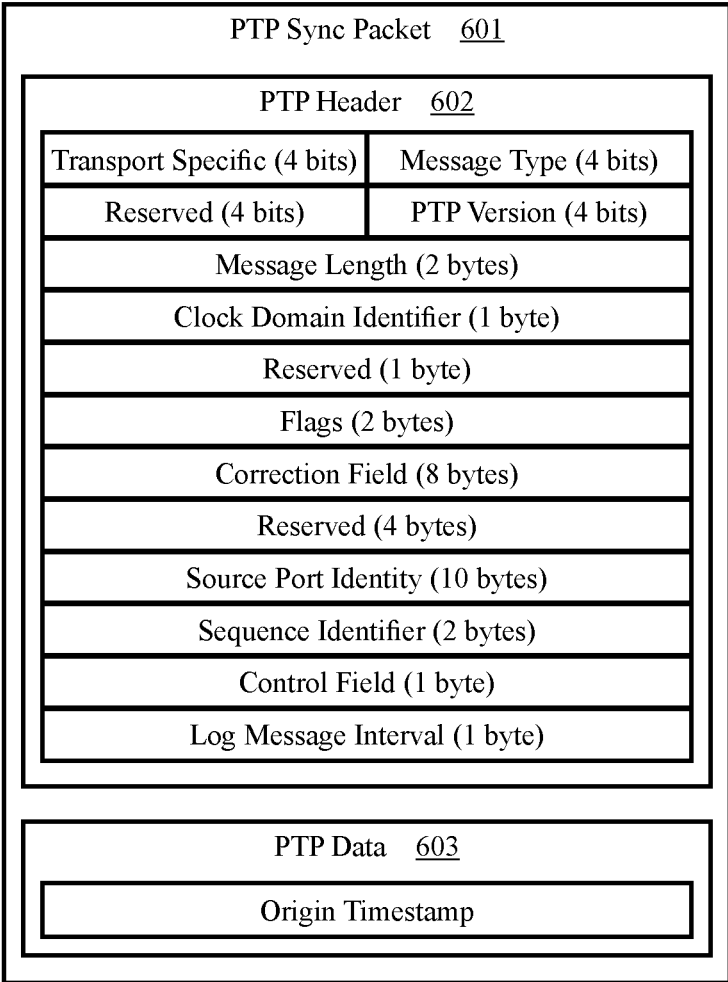 PTP Sync Packet 601
PTP Header 602
Transport Specific (4 bits) Message Type (4 bits)
Reserved (4 bits) PTP Version (4 bits)
Message Length (2 bytes)
Clock Domain Identifier (1 byte)
Reserved (1 byte)
Flags (2 bytes)
Correction Field (8 bytes)
Reserved (4 bytes)
Source Port Identity (10 bytes)
Sequence Identifier (2 bytes)
Control Field (1 byte)
Log Message Interval (1 byte)
PTP Data 603
Origin Timestamp